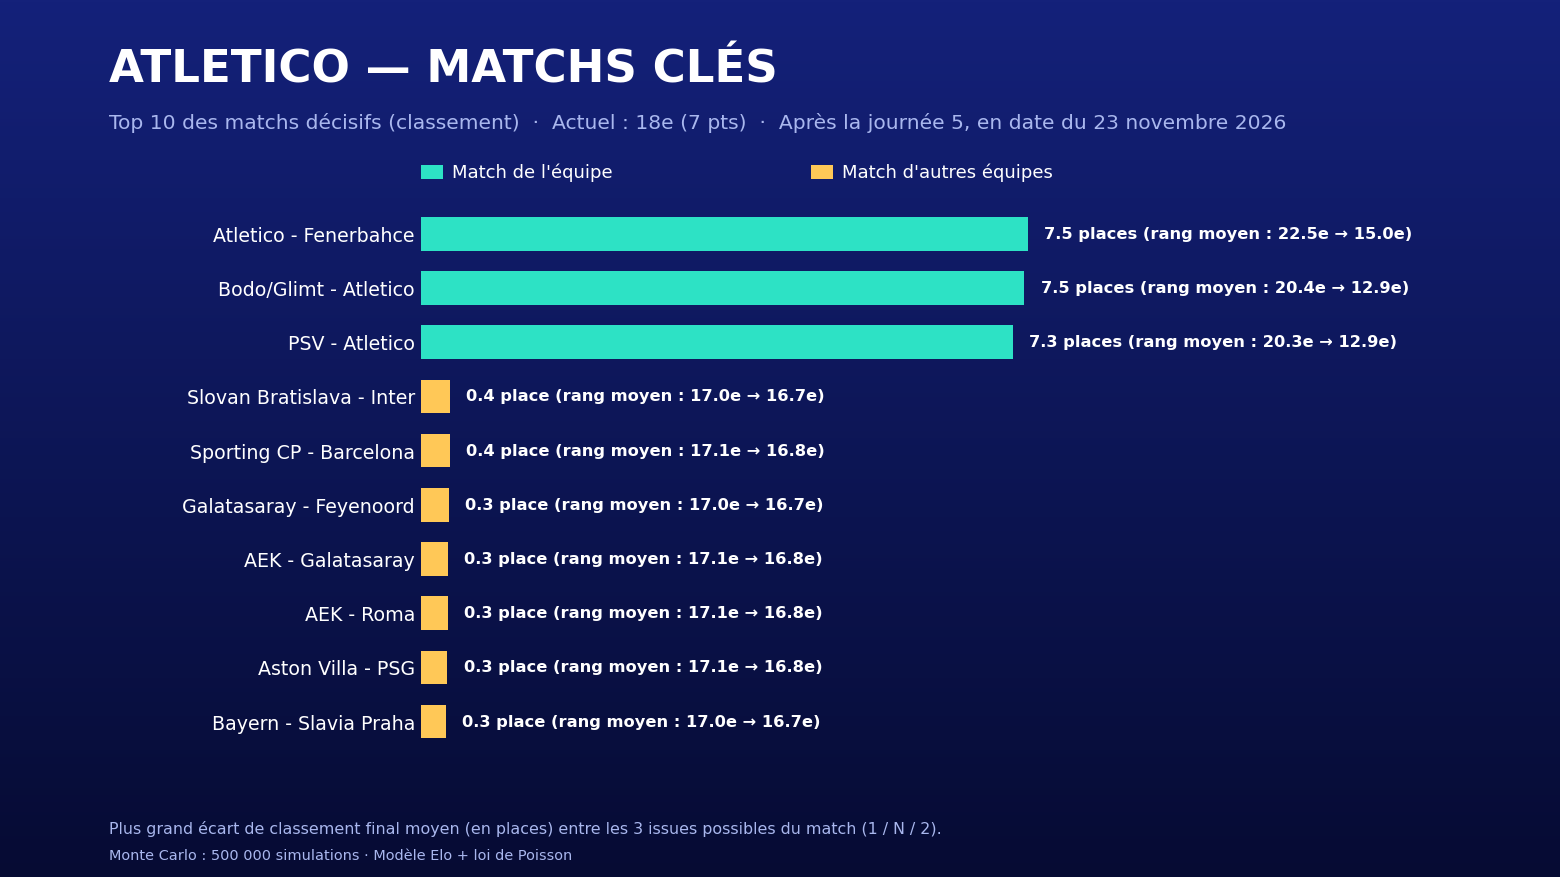 ATLETICO — MATCHS CLÉS
Top 10 des matchs décisifs (classement)  ·  Actuel : 18e (7 pts)  ·  Après la journée 5, en date du 23 novembre 2026
Match de l'équipe
Match d'autres équipes
Atletico - Fenerbahce 7.5 places (rang moyen : 22.5e → 15.0e)
Bodo/Glimt - Atletico 7.5 places (rang moyen : 20.4e → 12.9e)
PSV - Atletico 7.3 places (rang moyen : 20.3e → 12.9e)
Slovan Bratislava - Inter 0.4 place (rang moyen : 17.0e → 16.7e)
Sporting CP - Barcelona 0.4 place (rang moyen : 17.1e → 16.8e)
Galatasaray - Feyenoord 0.3 place (rang moyen : 17.0e → 16.7e)
AEK - Galatasaray 0.3 place (rang moyen : 17.1e → 16.8e)
AEK - Roma 0.3 place (rang moyen : 17.1e → 16.8e)
Aston Villa - PSG 0.3 place (rang moyen : 17.1e → 16.8e)
Bayern - Slavia Praha 0.3 place (rang moyen : 17.0e → 16.7e)
Plus grand écart de classement final moyen (en places) entre les 3 issues possibles du match (1 / N / 2).
Monte Carlo : 500 000 simulations · Modèle Elo + loi de Poisson